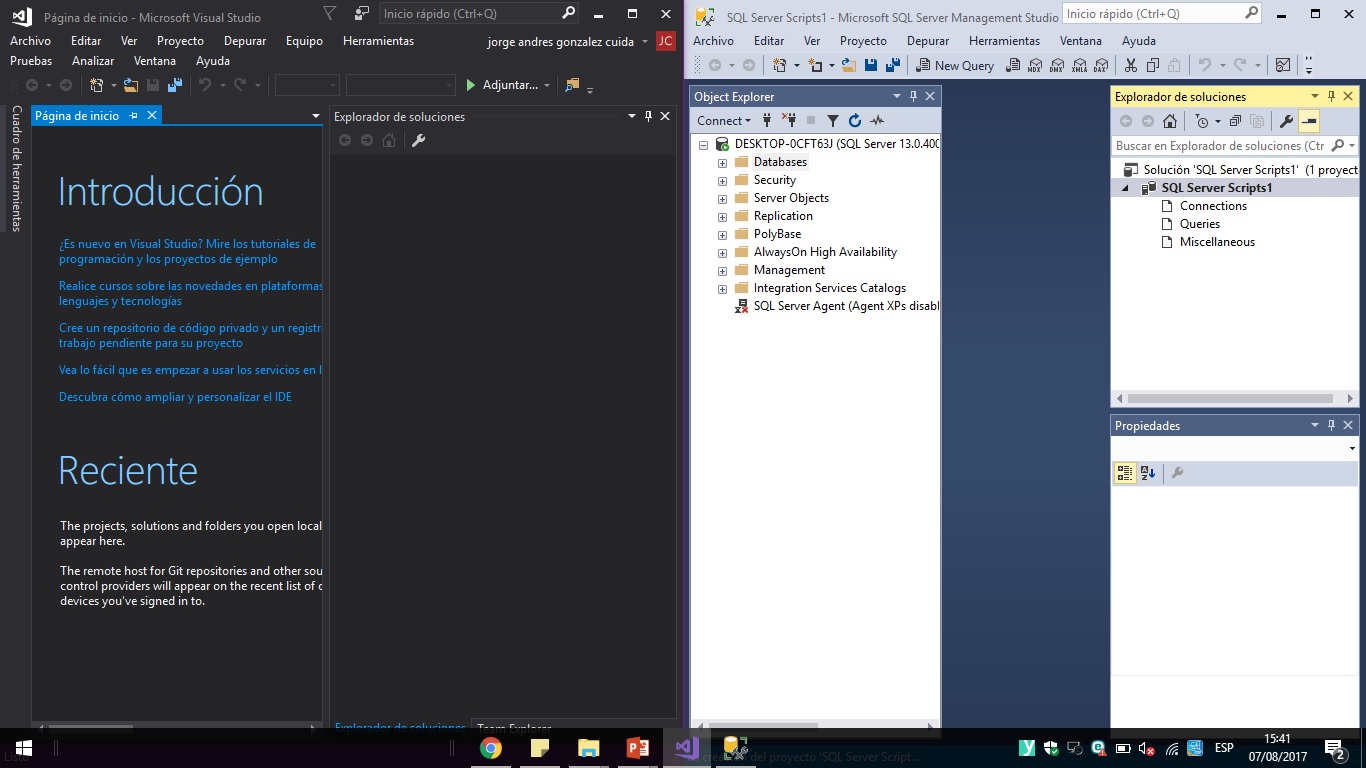 Página de inicio - Microsoft Visual Studio
Inicio rápido (Ctrl+Q)
Archivo Editar Ver Proyecto Depurar Equipo Herramientas
jorge andres gonzalez cuida JC
Pruebas Analizar Ventana Ayuda
Adjuntar...
Cuadro de herramientas
Página de inicio
Introducción
¿Es nuevo en Visual Studio? Mire los tutoriales de
programación y los proyectos de ejemplo
Realice cursos sobre las novedades en plataformas
lenguajes y tecnologías
Cree un repositorio de código privado y un registr
trabajo pendiente para su proyecto
Vea lo fácil que es empezar a usar los servicios en l
Descubra cómo ampliar y personalizar el IDE
Reciente
The projects, solutions and folders you open local
appear here.
The remote host for Git repositories and other sou
control providers will appear on the recent list of
devices you've signed in to.
Explorador de soluciones
Explorador de soluciones Team Explorer
SQL Server Scripts1 - Microsoft SQL Server Management Studio
Inicio rápido (Ctrl+Q)
Archivo Editar Ver Proyecto Depurar Herramientas Ventana Ayuda
New Query MDX DMX XMLA DAX
Object Explorer
Connect
DESKTOP-0CFT63J (SQL Server 13.0.400
Databases
Security
Server Objects
Replication
PolyBase
AlwaysOn High Availability
Management
Integration Services Catalogs
SQL Server Agent (Agent XPs disabl
Explorador de soluciones
Buscar en Explorador de soluciones (Ctr
Solución 'SQL Server Scripts1' (1 proyect
SQL Server Scripts1
Connections
Queries
Miscellaneous
Propiedades
Listo
creación del proyecto 'SQL Server Script...
ESP
15:41
07/08/2017
2